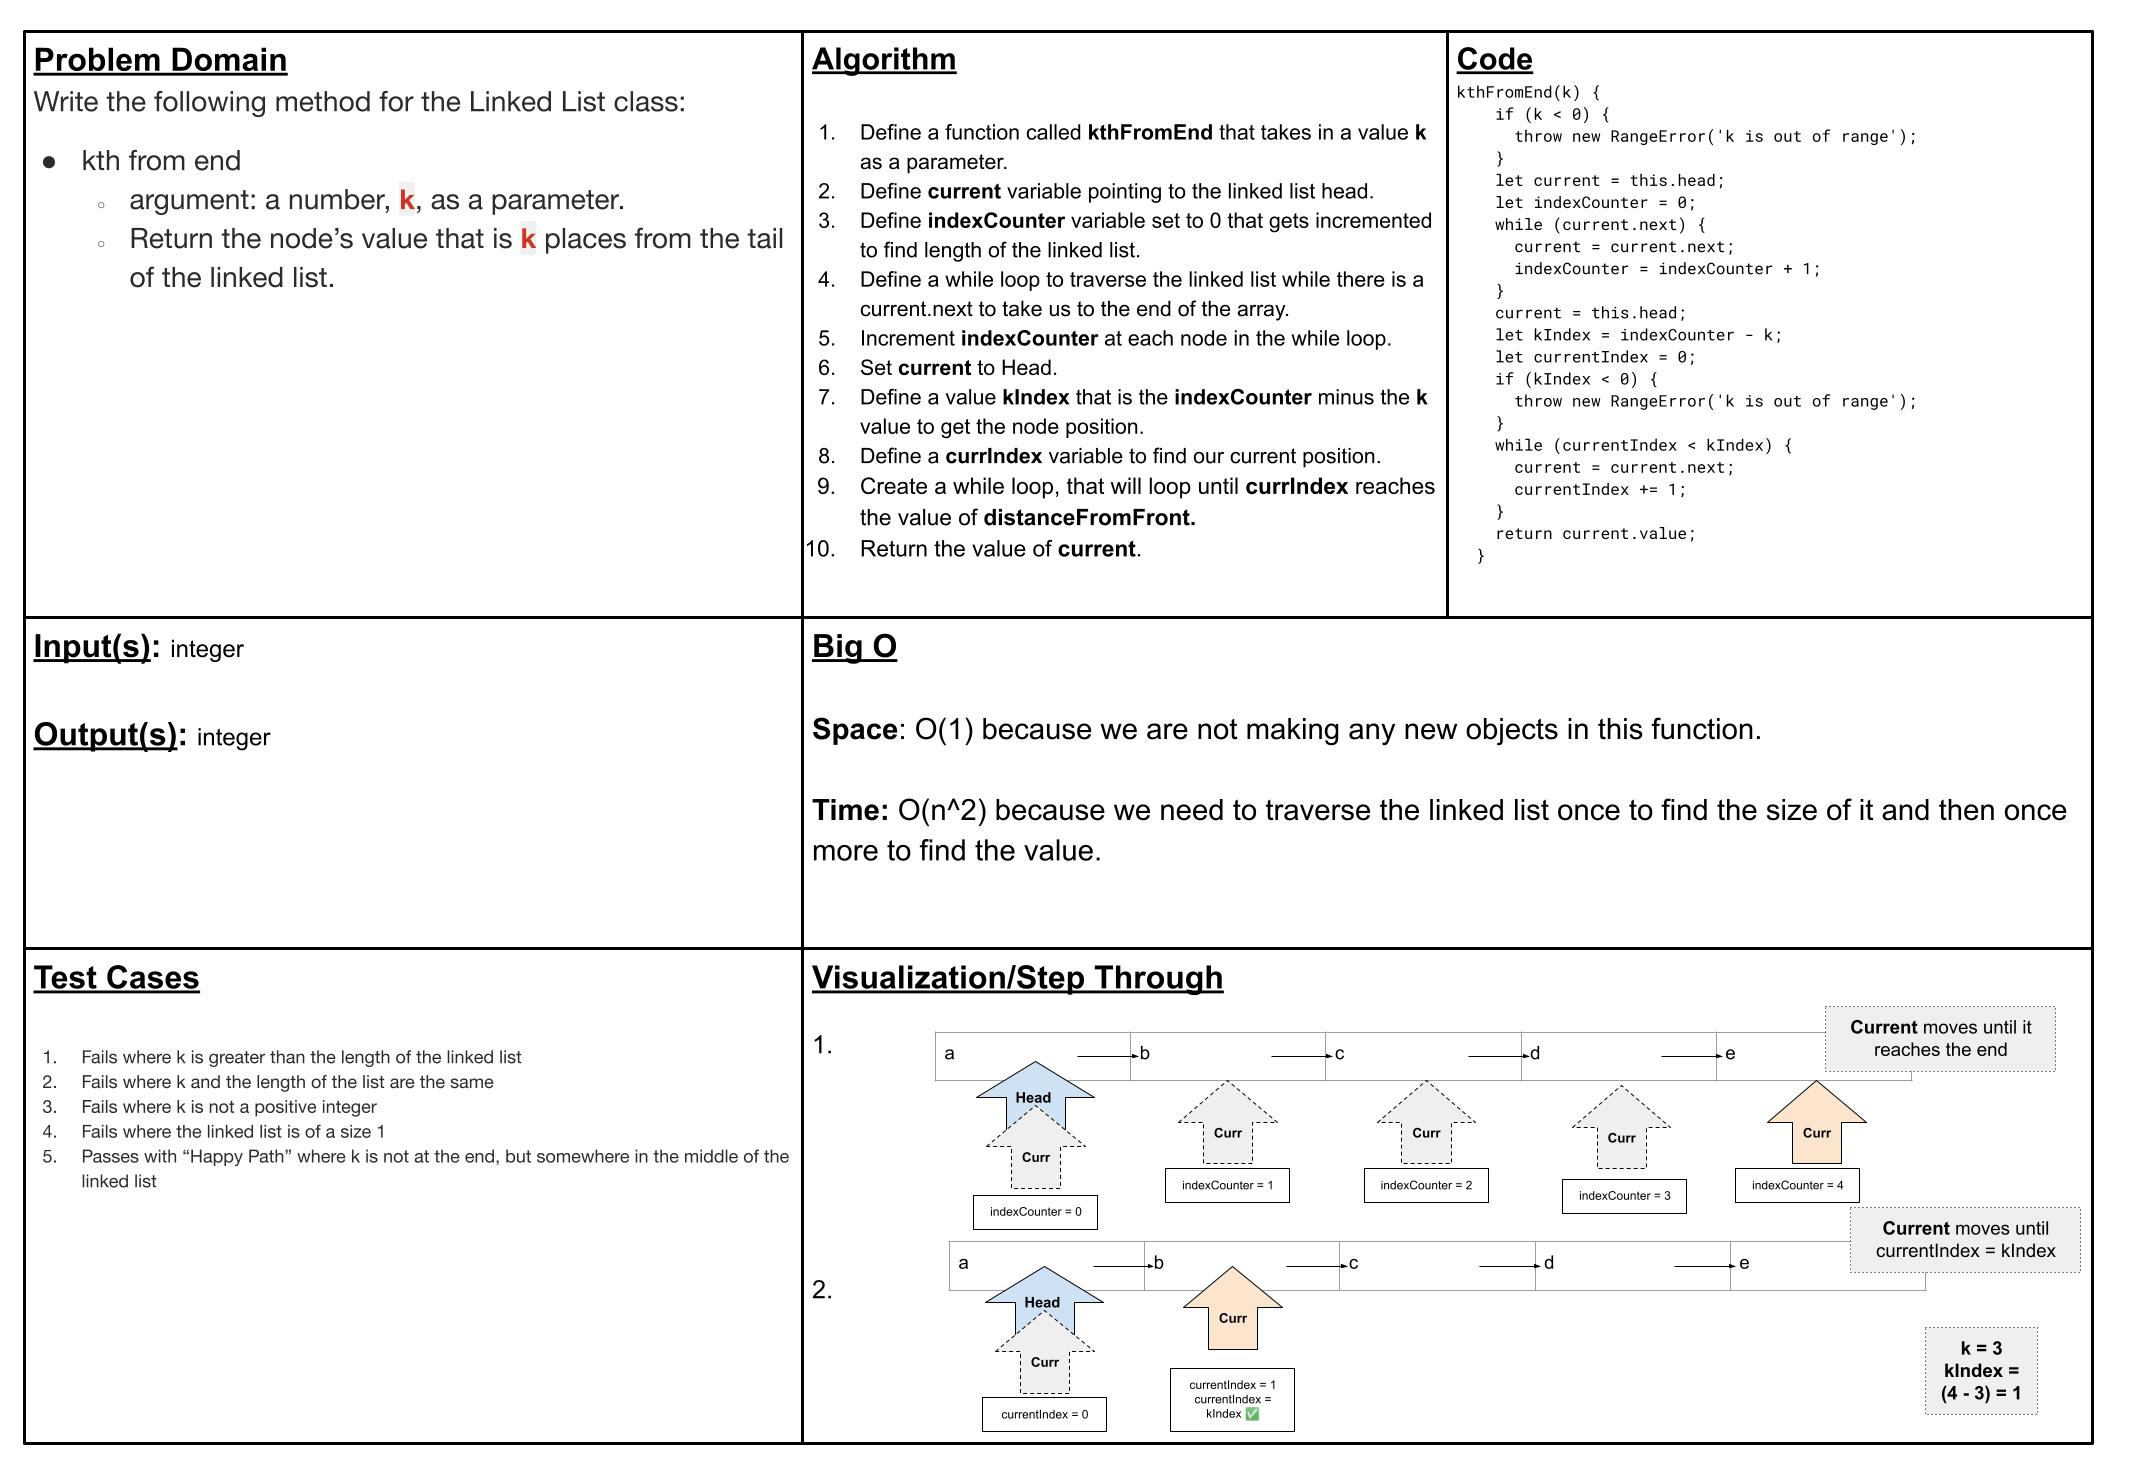 Problem Domain
Write the following method for the Linked List class:
● kth from end
○ argument: a number, k, as a parameter.
○ Return the node’s value that is k places from the tail
of the linked list.
Algorithm
1. Define a function called kthFromEnd that takes in a value k
as a parameter.
2. Define current variable pointing to the linked list head.
3. Define indexCounter variable set to 0 that gets incremented
to find length of the linked list.
4. Define a while loop to traverse the linked list while there is a
current.next to take us to the end of the array.
5. Increment indexCounter at each node in the while loop.
6. Set current to Head.
7. Define a value kIndex that is the indexCounter minus the k
value to get the node position.
8. Define a currIndex variable to find our current position.
9. Create a while loop, that will loop until currIndex reaches
the value of distanceFromFront.
10. Return the value of current.
Code
kthFromEnd(k) {
if (k < 0) {
throw new RangeError('k is out of range');
}
let current = this.head;
let indexCounter = 0;
while (current.next) {
current = current.next;
indexCounter = indexCounter + 1;
}
current = this.head;
let kIndex = indexCounter - k;
let currentIndex = 0;
if (kIndex < 0) {
throw new RangeError('k is out of range');
}
while (currentIndex < kIndex) {
current = current.next;
currentIndex += 1;
}
return current.value;
}
Input(s): integer
Output(s): integer
Big O
Space: O(1) because we are not making any new objects in this function.
Time: O(n^2) because we need to traverse the linked list once to find the size of it and then once
more to find the value.
Test Cases
1. Fails where k is greater than the length of the linked list
2. Fails where k and the length of the list are the same
3. Fails where k is not a positive integer
4. Fails where the linked list is of a size 1
5. Passes with “Happy Path” where k is not at the end, but somewhere in the middle of the
linked list
Visualization/Step Through
1.
a b c d e
Current moves until it
reaches the end
Head
Curr Curr Curr Curr Curr
indexCounter = 0 indexCounter = 1 indexCounter = 2 indexCounter = 3 indexCounter = 4
2.
a b c d e
Current moves until
currentIndex = kIndex
Head
Curr Curr
currentIndex = 0
currentIndex = 1
currentIndex =
kIndex ✅
k = 3
kIndex =
(4 - 3) = 1